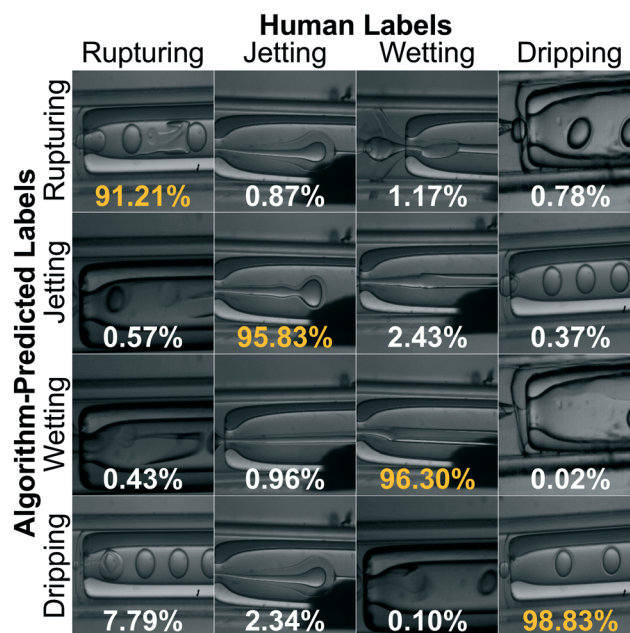 Human Labels
Rupturing Jetting Wetting Dripping
Algorithm-Predicted Labels
Rupturing
91.21% 0.87% 1.17% 0.78%
Jetting
0.57% 95.83% 2.43% 0.37%
Wetting
0.43% 0.96% 96.30% 0.02%
Dripping
7.79% 2.34% 0.10% 98.83%